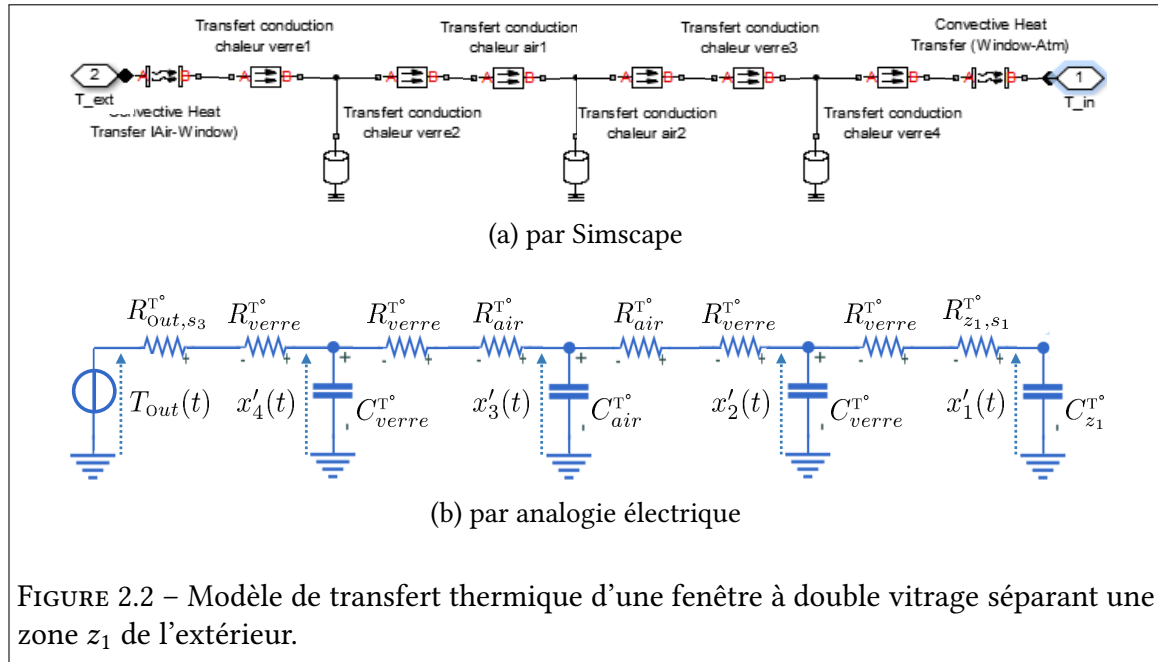 Transfert conduction
chaleur verre1
Transfert conduction
chaleur air1
Transfert conduction
chaleur verre3
Convective Heat
Transfer (Window-Atm)
2
A B A B A B A B A B A B A B A B
1
T_ext
T_in
Convective Heat
Transfer (Air-Window)
Transfert conduction
chaleur verre2
Transfert conduction
chaleur air2
Transfert conduction
chaleur verre4
(a) par Simscape
R^{T°}_{Out,s_3} R^{T°}_{verre} R^{T°}_{verre} R^{T°}_{air} R^{T°}_{air} R^{T°}_{verre} R^{T°}_{verre} R^{T°}_{z_1,s_1}
T_{Out}(t) x'_4(t) C^{T°}_{verre} x'_3(t) C^{T°}_{air} x'_2(t) C^{T°}_{verre} x'_1(t) C^{T°}_{z_1}
(b) par analogie électrique
FIGURE 2.2 – Modèle de transfert thermique d'une fenêtre à double vitrage séparant une
zone z_1 de l'extérieur.